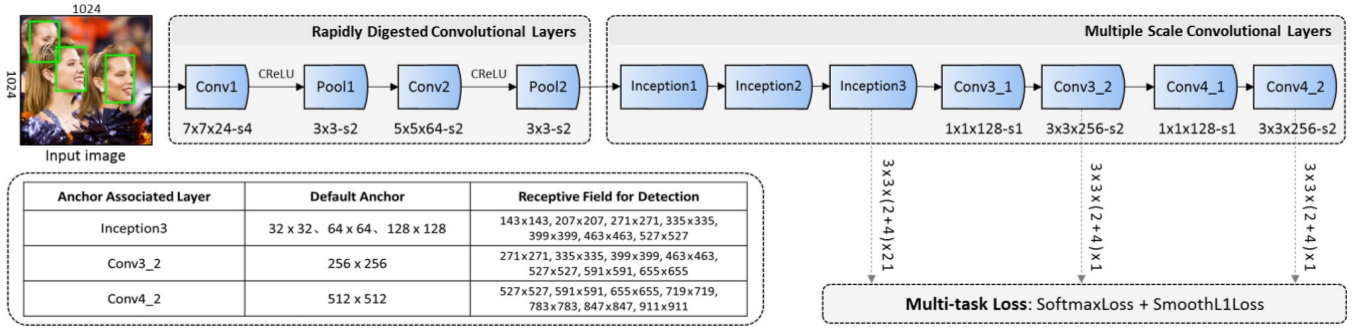 1024
1024
Input image
Rapidly Digested Convolutional Layers
Conv1
CReLU
Pool1
Conv2
CReLU
Pool2
7x7x24-s4
3x3-s2
5x5x64-s2
3x3-s2
Multiple Scale Convolutional Layers
Inception1
Inception2
Inception3
Conv3_1
Conv3_2
Conv4_1
Conv4_2
1x1x128-s1
3x3x256-s2
1x1x128-s1
3x3x256-s2
3x3x(2+4)x21
3x3x(2+4)x1
3x3x(2+4)x1
Anchor Associated Layer
Default Anchor
Receptive Field for Detection
Inception3
32 x 32、64 x 64、128 x 128
143x143, 207x207, 271x271, 335x335,
399x399, 463x463, 527x527
Conv3_2
256 x 256
271x271, 335x335, 399x399, 463x463,
527x527, 591x591, 655x655
Conv4_2
512 x 512
527x527, 591x591, 655x655, 719x719,
783x783, 847x847, 911x911
Multi-task Loss: SoftmaxLoss + SmoothL1Loss